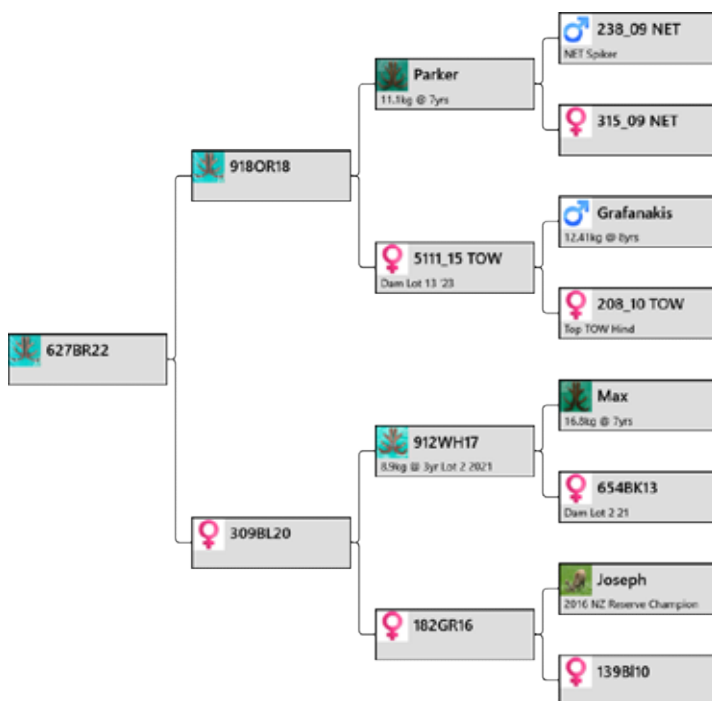 238_09 NET
NET Spiker
Parker
11.1kg @ 7yrs
315_09 NET
918OR18
Grafanakis
12.41kg @ 8yrs
5111_15 TOW
Dam Lot 13 '23
208_10 TOW
Top TOW Hind
627BR22
Max
16.8kg @ 7yrs
912WH17
8.9kg @ 3yr Lot 2 2021
654BK13
Dam Lot 2 21
309BL20
Joseph
2016 NZ Reserve Champion
182GR16
139Bl10